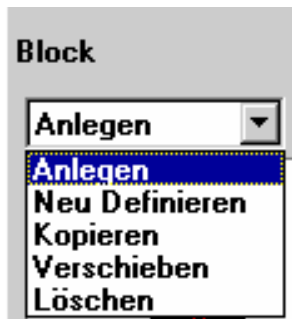 Block
Anlegen
Anlegen
Neu Definieren
Kopieren
Verschieben
Löschen